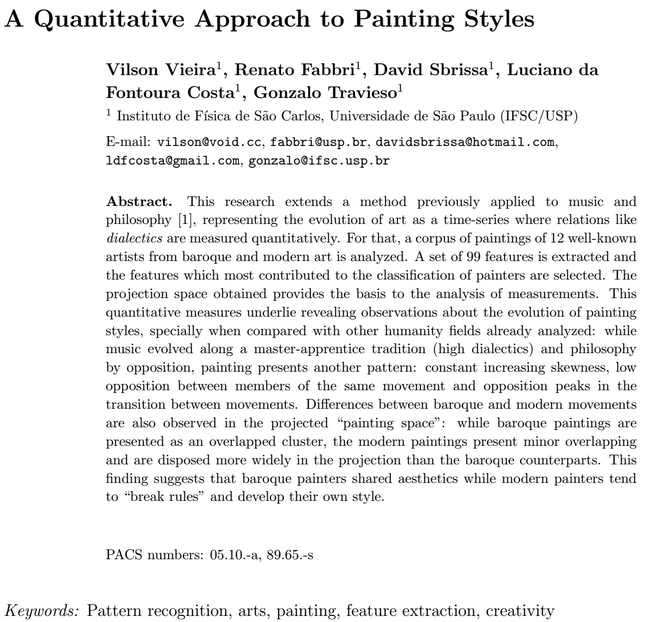 A Quantitative Approach to Painting Styles
Vilson Vieira¹, Renato Fabbri¹, David Sbrissa¹, Luciano da
Fontoura Costa¹, Gonzalo Travieso¹
¹ Instituto de Física de São Carlos, Universidade de São Paulo (IFSC/USP)
E-mail: vilson@void.cc, fabbri@usp.br, davidsbrissa@hotmail.com,
ldfcosta@gmail.com, gonzalo@ifsc.usp.br
Abstract. This research extends a method previously applied to music and
philosophy [1], representing the evolution of art as a time-series where relations like
dialectics are measured quantitatively. For that, a corpus of paintings of 12 well-known
artists from baroque and modern art is analyzed. A set of 99 features is extracted and
the features which most contributed to the classification of painters are selected. The
projection space obtained provides the basis to the analysis of measurements. This
quantitative measures underlie revealing observations about the evolution of painting
styles, specially when compared with other humanity fields already analyzed: while
music evolved along a master-apprentice tradition (high dialectics) and philosophy
by opposition, painting presents another pattern: constant increasing skewness, low
opposition between members of the same movement and opposition peaks in the
transition between movements. Differences between baroque and modern movements
are also observed in the projected “painting space”: while baroque paintings are
presented as an overlapped cluster, the modern paintings present minor overlapping
and are disposed more widely in the projection than the baroque counterparts. This
finding suggests that baroque painters shared aesthetics while modern painters tend
to “break rules” and develop their own style.
PACS numbers: 05.10.-a, 89.65.-s
Keywords: Pattern recognition, arts, painting, feature extraction, creativity